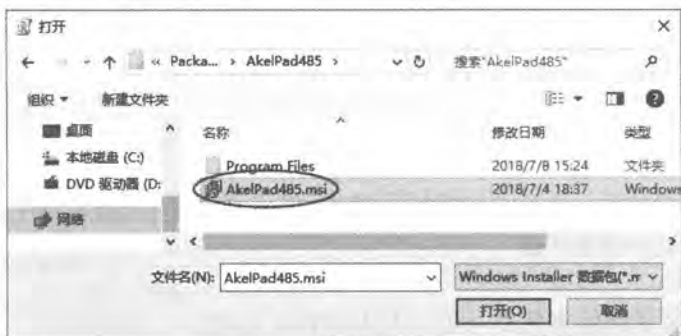 打开
« Packa... › AkelPad485 ›
搜索"AkelPad485"
组织 新建文件夹
名称 修改日期 类型
桌面
本地磁盘 (C:)
DVD 驱动器 (D:
网络
Program Files 2018/7/8 15:24 文件夹
AkelPad485.msi 2018/7/4 18:37 Windows
文件名(N): AkelPad485.msi Windows Installer 数据包(*.m
打开(O) 取消